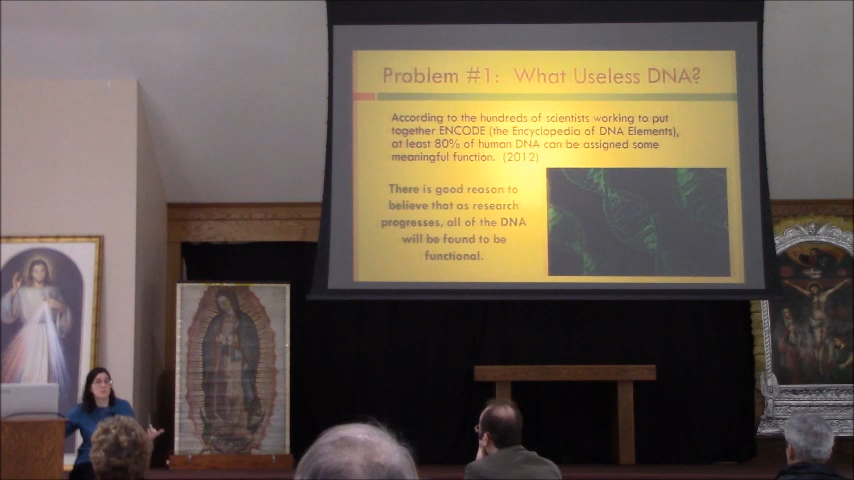 Problem #1: What Useless DNA?
According to the hundreds of scientists working to put
together ENCODE (the Encyclopedia of DNA Elements),
at least 80% of human DNA can be assigned some
meaningful function. (2012)
There is good reason to
believe that as research
progresses, all of the DNA
will be found to be
functional.